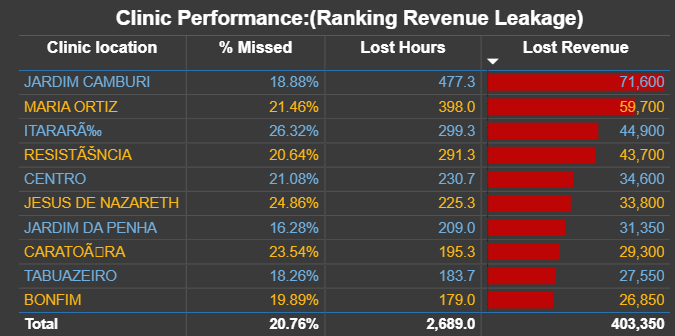 Clinic Performance:(Ranking Revenue Leakage)
Clinic location % Missed Lost Hours Lost Revenue
JARDIM CAMBURI 18.88% 477.3 71,600
MARIA ORTIZ 21.46% 398.0 59,700
ITARARÃ‰ 26.32% 299.3 44,900
RESISTÃŠNCIA 20.64% 291.3 43,700
CENTRO 21.08% 230.7 34,600
JESUS DE NAZARETH 24.86% 225.3 33,800
JARDIM DA PENHA 16.28% 209.0 31,350
CARATOÃ▯RA 23.54% 195.3 29,300
TABUAZEIRO 18.26% 183.7 27,550
BONFIM 19.89% 179.0 26,850
Total 20.76% 2,689.0 403,350